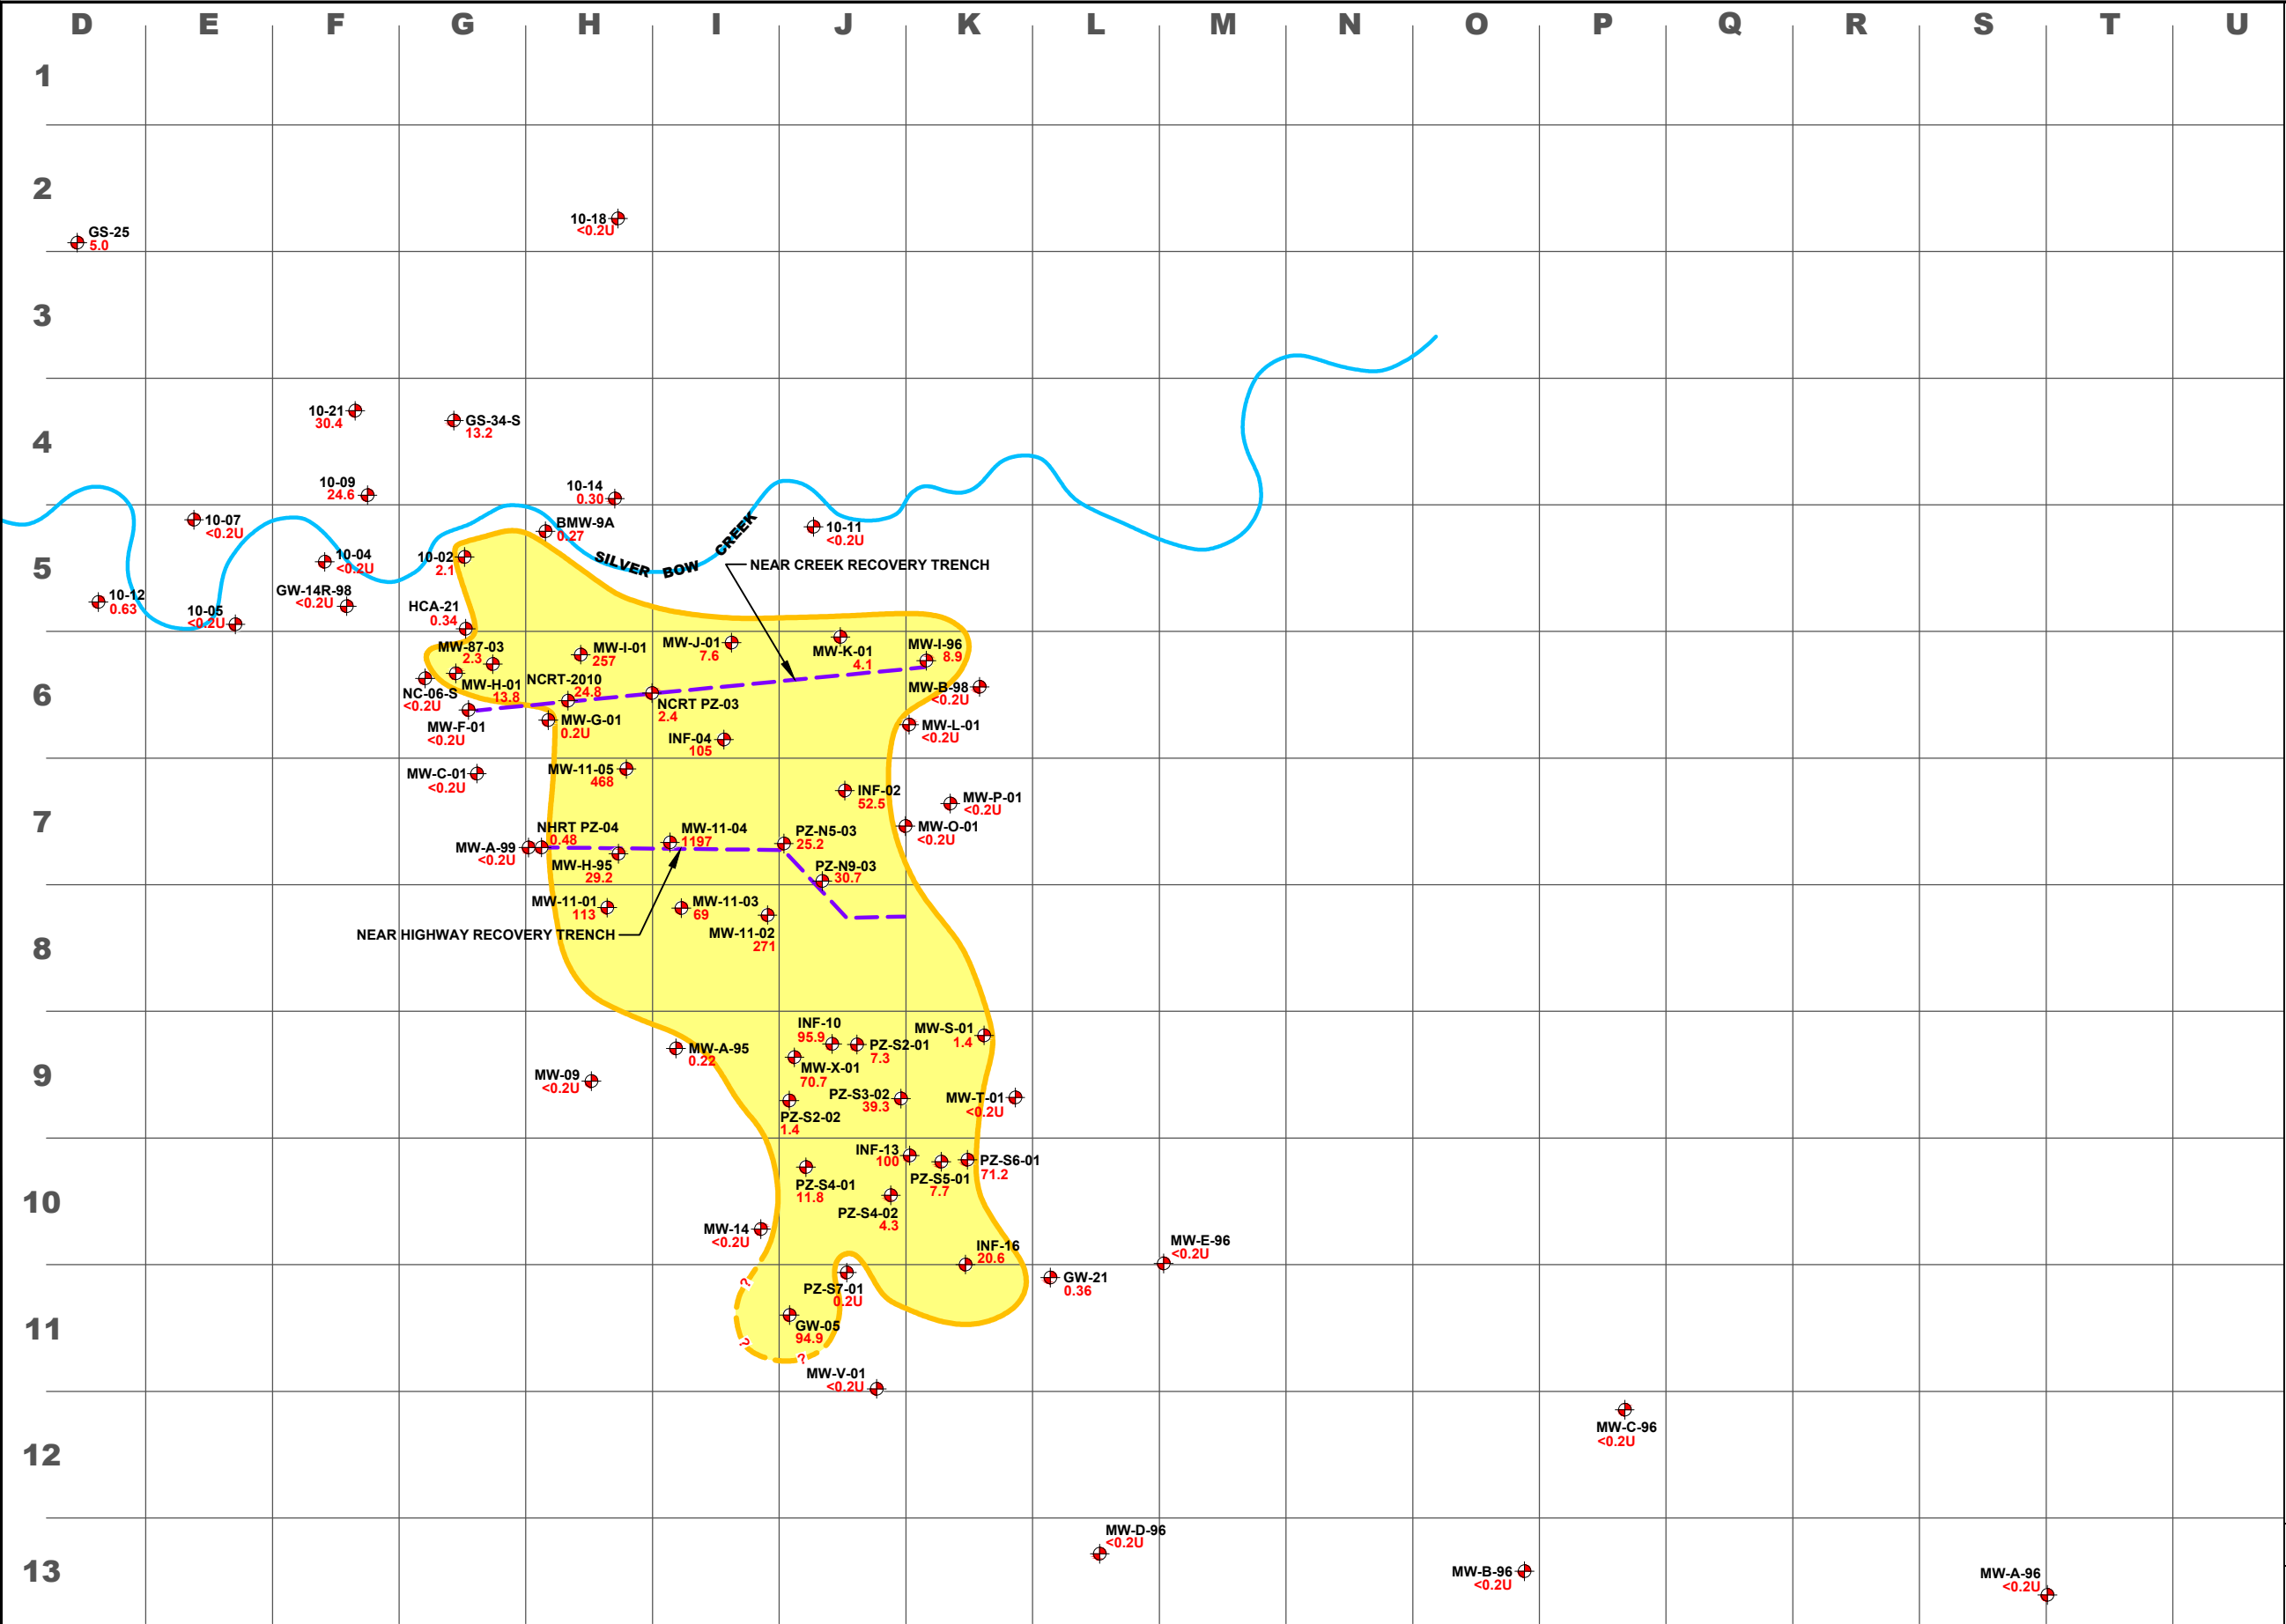 D E F G H I J K L M N O P Q R S T U
1
2
10-18
<0.2U
GS-25
5.0
3
10-21
30.4
GS-34-S
13.2
4
10-09
24.6
10-14
0.30
10-07
<0.2U
BMW-9A
0.27
10-11
<0.2U
10-04
<0.2U
10-02
2.1
SILVER BOW CREEK
NEAR CREEK RECOVERY TRENCH
5
GW-14R-98
<0.2U
10-12
0.63
10-05
<0.2U
HCA-21
0.34
MW-87-03
2.3
MW-I-01
257
MW-J-01
7.6
MW-K-01
4.1
MW-I-96
8.9
NC-06-S
<0.2U
MW-H-01
13.8
NCRT-2010
24.8
MW-B-98
<0.2U
6
NCRT PZ-03
2.4
MW-F-01
<0.2U
MW-G-01
0.2U
MW-L-01
<0.2U
INF-04
105
MW-C-01
<0.2U
MW-11-05
468
INF-02
52.5
MW-P-01
<0.2U
7
NHRT PZ-04
0.48
MW-11-04
1197
PZ-N5-03
25.2
MW-O-01
<0.2U
MW-A-99
<0.2U
MW-H-95
29.2
PZ-N9-03
30.7
MW-11-01
113
MW-11-03
69
MW-11-02
271
NEAR HIGHWAY RECOVERY TRENCH
8
INF-10
95.9
MW-S-01
1.4
MW-A-95
0.22
PZ-S2-01
7.3
MW-X-01
70.7
9
MW-09
<0.2U
PZ-S3-02
39.3
MW-T-01
<0.2U
PZ-S2-02
1.4
INF-13
100
PZ-S6-01
71.2
PZ-S4-01
11.8
PZ-S5-01
7.7
10
PZ-S4-02
4.3
MW-14
<0.2U
INF-16
20.6
MW-E-96
<0.2U
GW-21
0.36
?
PZ-S7-01
0.2U
11
GW-05
94.9
?
?
MW-V-01
<0.2U
MW-C-96
<0.2U
12
MW-D-96
<0.2U
13
MW-B-96
<0.2U
MW-A-96
<0.2U